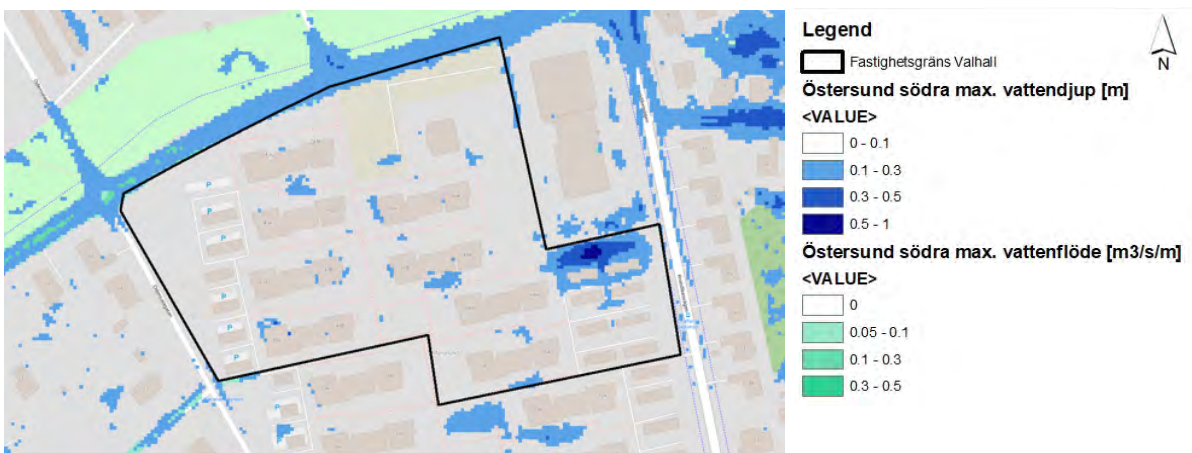 Legend
N
Fastighetsgräns Valhall
Östersund södra max. vattendjup [m]
<VALUE>
0 - 0.1
0.1 - 0.3
0.3 - 0.5
0.5 - 1
Östersund södra max. vattenflöde [m3/s/m]
<VALUE>
0
0.05 - 0.1
0.1 - 0.3
0.3 - 0.5
P
P
P
P
P
P
P
P